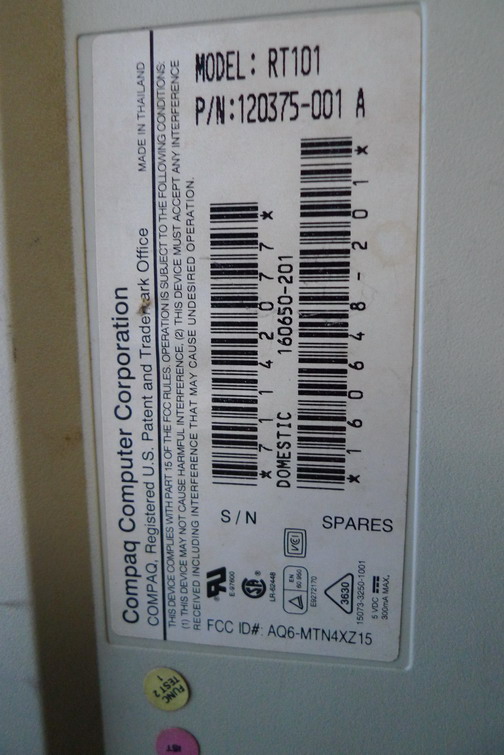 MODEL: RT101
P/N:120375-001 A
Compaq Computer Corporation
MADE IN THAILAND
COMPAQ, Registered U.S. Patent and Trademark Office
THIS DEVICE COMPLIES WITH PART 15 OF THE FCC RULES. OPERATION IS SUBJECT TO THE FOLLOWING CONDITIONS:
(1) THIS DEVICE MAY NOT CAUSE HARMFUL INTERFERENCE, (2) THIS DEVICE MUST ACCEPT ANY INTERFERENCE
RECEIVED INCLUDING INTERFERENCE THAT MAY CAUSE UNDESIRED OPERATION.
*71142077*
DOMESTIC 160650-201
*160648-201*
S/N
SPARES
E-97600
LR-62448
EN 60 950
E9272170
3630
15073-3250-1001
5 VDC
300mA MAX.
FCC ID#: AQ6-MTN4XZ15
FUNC
TEST 2
1